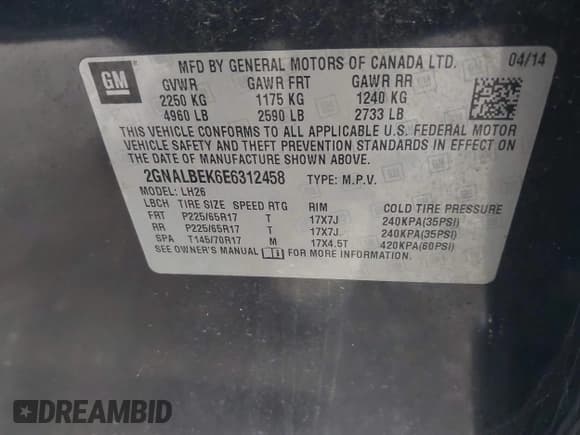 GM MFD BY GENERAL MOTORS OF CANADA LTD. 04/14
GVWR GAWR FRT GAWR RR
2250 KG 1175 KG 1240 KG
4960 LB 2590 LB 2733 LB
THIS VEHICLE CONFORMS TO ALL APPLICABLE U.S. FEDERAL MOTOR
VEHICLE SAFETY AND THEFT PREVENTION STANDARDS IN EFFECT ON
THE DATE OF MANUFACTURE SHOWN ABOVE.
2GNALBEK6E6312458 TYPE: M.P.V.
MODEL: LH26
LBCH TIRE SIZE SPEED RTG RIM COLD TIRE PRESSURE
FRT P225/65R17 T 17X7J 240KPA(35PSI)
RR P225/65R17 T 17X7J 240KPA(35PSI)
SPA T145/70R17 M 17X4.5T 420KPA(60PSI)
SEE OWNER'S MANUAL FOR MORE INFORMATION.
DREAMBID